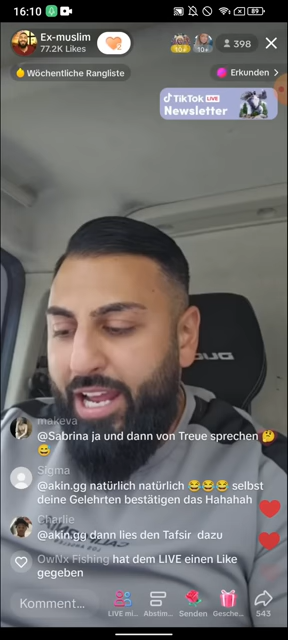 16:10
89
Ex-muslim
77.2K Likes
10+
398
Wöchentliche Rangliste
Erkunden
TikTok LIVE
Newsletter
makeva
@Sabrina ja und dann von Treue sprechen 🤔
😅
Sigma
@akin.gg natürlich natürlich 😂😂😂 selbst
deine Gelehrten bestätigen das Hahahah
Charlie
@akin.gg dann lies den Tafsir dazu
OwNx Fishing hat dem LIVE einen Like
gegeben
Komment...
LIVE mi...
Abstim...
Senden
Gesche...
543